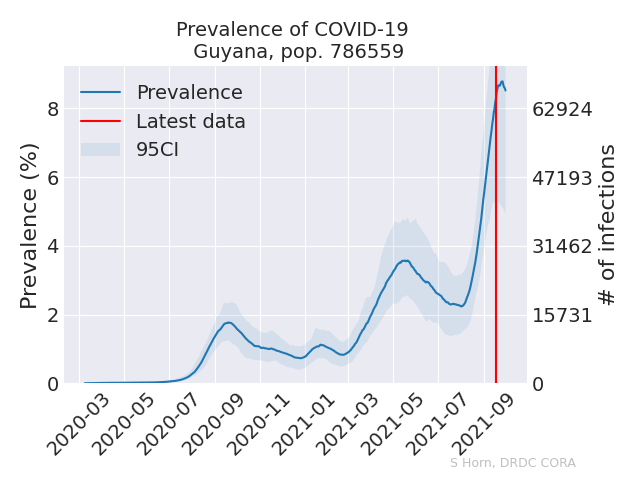 Prevalence of COVID-19
Guyana, pop. 786559
Prevalence
Latest data
95CI
Prevalence (%)
8
6
4
2
0
# of infections
62924
47193
31462
15731
0
2020-03
2020-05
2020-07
2020-09
2020-11
2021-01
2021-03
2021-05
2021-07
2021-09
S Horn, DRDC CORA